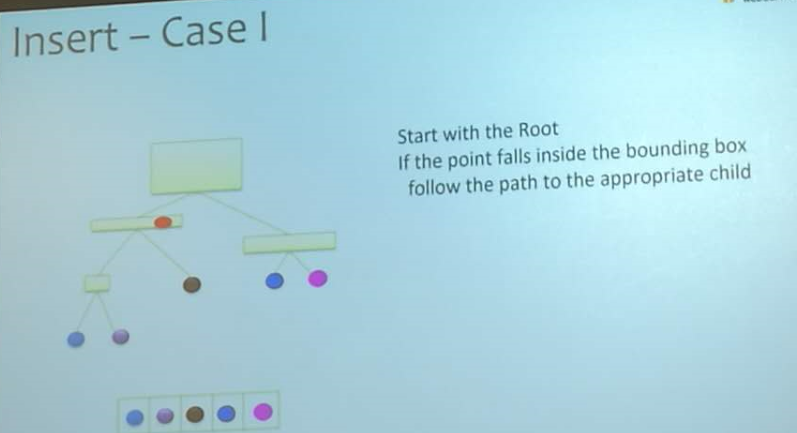 Insert – Case I
Start with the Root
If the point falls inside the bounding box
follow the path to the appropriate child